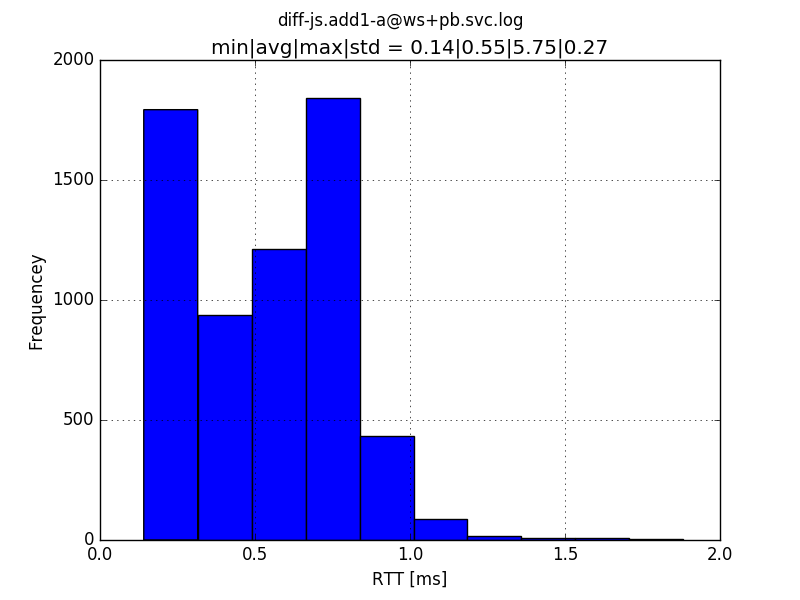 diff-js.add1-a@ws+pb.svc.log
min|avg|max|std = 0.14|0.55|5.75|0.27
2000
1500
1000
500
0
Frequencey
0.0 0.5 1.0 1.5 2.0
RTT [ms]